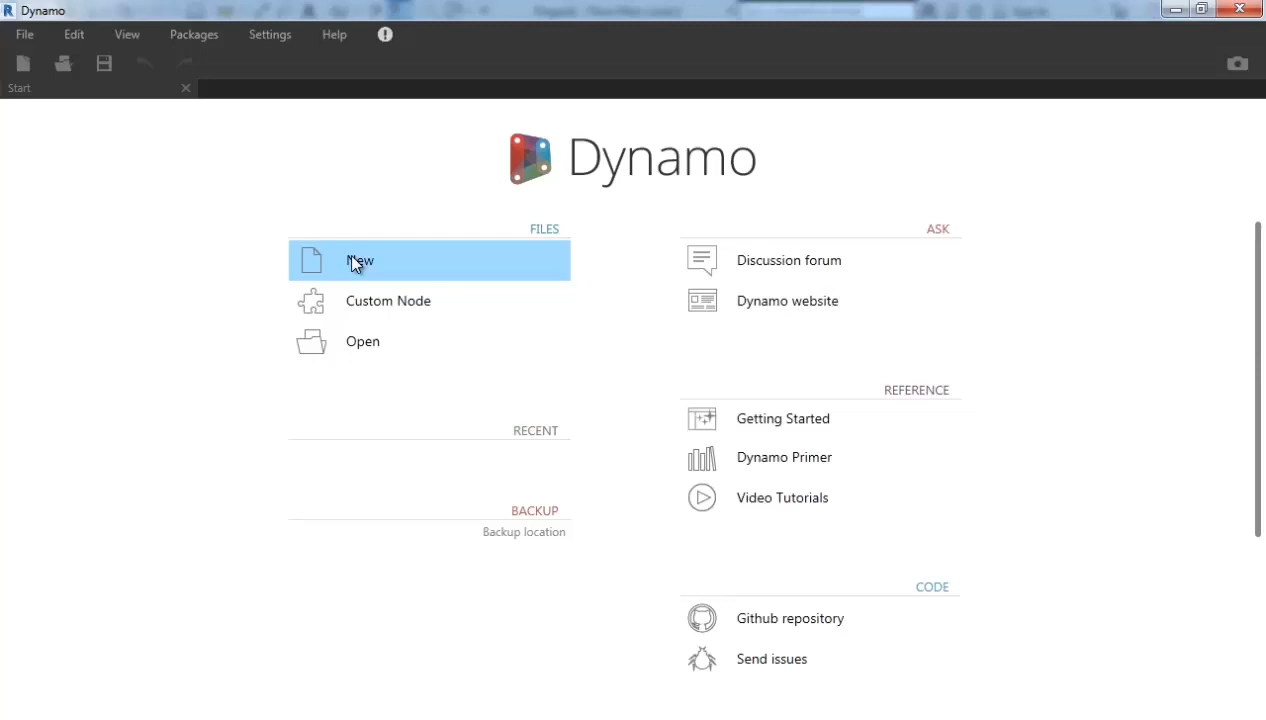 Dynamo
File Edit View Packages Settings Help
Start
Dynamo
FILES
New
Custom Node
Open
RECENT
BACKUP
Backup location
ASK
Discussion forum
Dynamo website
REFERENCE
Getting Started
Dynamo Primer
Video Tutorials
CODE
Github repository
Send issues